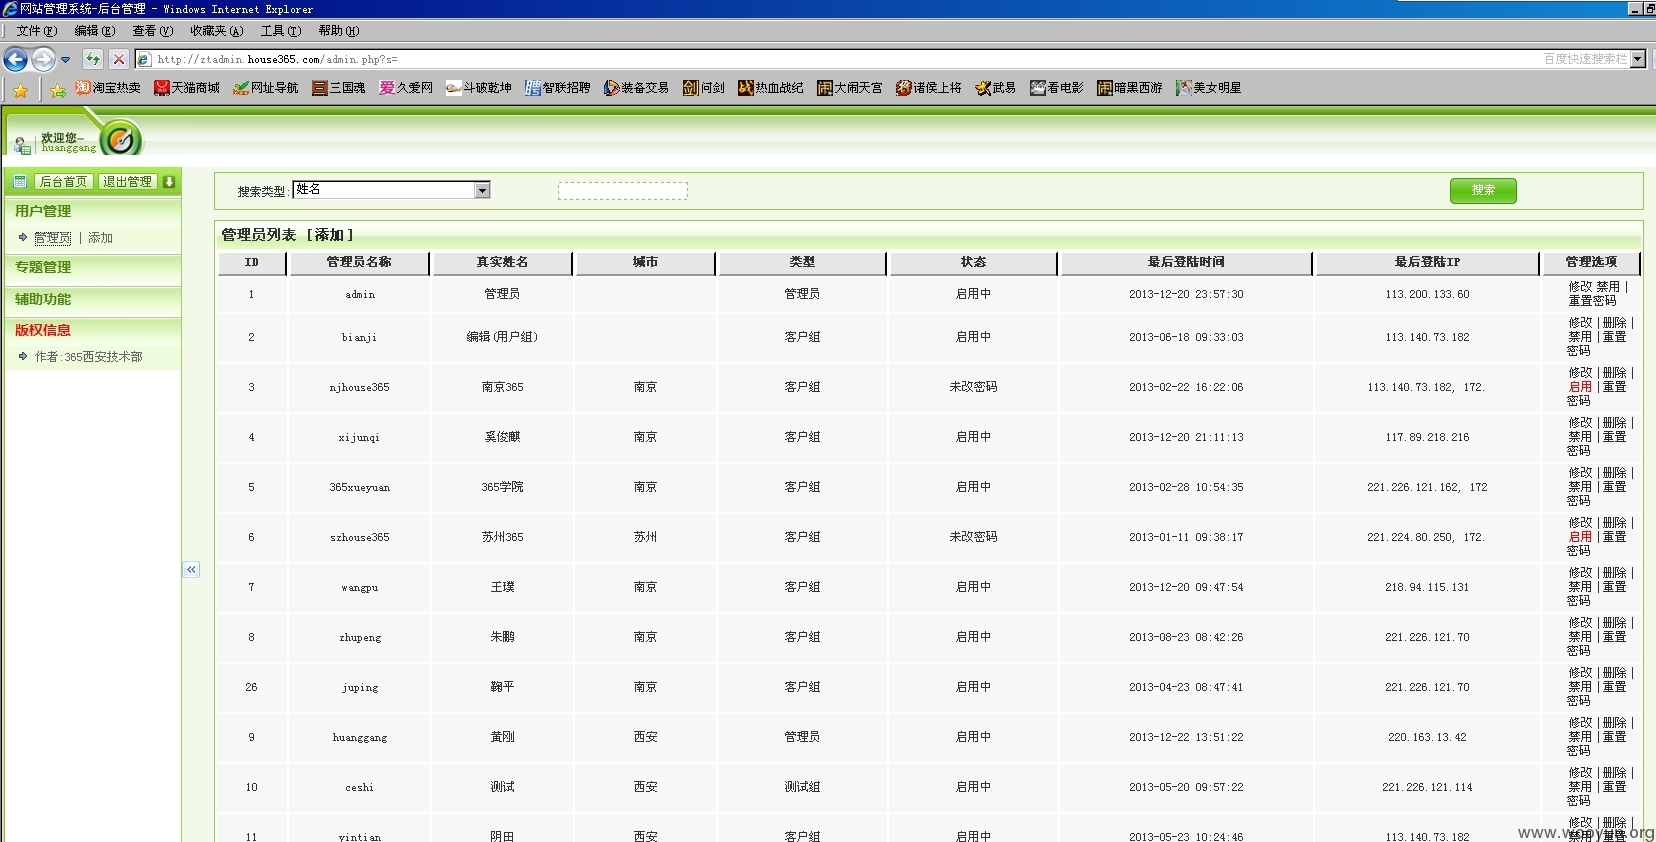 网站管理系统-后台管理 - Windows Internet Explorer
文件(F) 编辑(E) 查看(V) 收藏夹(A) 工具(T) 帮助(H)
http://ztadmin.house365.com/admin.php?s= 百度快速搜索栏
淘宝热卖 天猫商城 网址导航 三国魂 久爱网 斗破乾坤 智联招聘 装备交易 问剑 热血战纪 大闹天宫 诸侯上将 武易 看电影 暗黑西游 美女明星
欢迎您—
huanggang
后台首页 退出管理
用户管理
管理员 | 添加
专题管理
辅助功能
版权信息
作者:365西安技术部
搜索类型: 姓名 搜索
管理员列表 [添加]
ID 管理员名称 真实姓名 城市 类型 状态 最后登陆时间 最后登陆IP 管理选项
1 admin 管理员 管理员 启用中 2013-12-20 23:57:30 113.200.133.60 修改 禁用 | 重置密码
2 bianji 编辑(用户组) 客户组 启用中 2013-06-18 09:33:03 113.140.73.182 修改 | 删除 | 禁用 | 重置密码
3 njhouse365 南京365 南京 客户组 未改密码 2013-02-22 16:22:06 113.140.73.182, 172. 修改 | 删除 | 启用 | 重置密码
4 xijunqi 奚俊麒 南京 客户组 启用中 2013-12-20 21:11:13 117.89.218.216 修改 | 删除 | 禁用 | 重置密码
5 365xueyuan 365学院 南京 客户组 启用中 2013-02-28 10:54:35 221.226.121.162, 172 修改 | 删除 | 禁用 | 重置密码
6 szhouse365 苏州365 苏州 客户组 未改密码 2013-01-11 09:38:17 221.224.80.250, 172. 修改 | 删除 | 启用 | 重置密码
7 wangpu 王璞 南京 客户组 启用中 2013-12-20 09:47:54 218.94.115.131 修改 | 删除 | 禁用 | 重置密码
8 zhupeng 朱鹏 南京 客户组 启用中 2013-08-23 08:42:26 221.226.121.70 修改 | 删除 | 禁用 | 重置密码
26 juping 鞠平 南京 客户组 启用中 2013-04-23 08:47:41 221.226.121.70 修改 | 删除 | 禁用 | 重置密码
9 huanggang 黄刚 西安 管理员 启用中 2013-12-22 13:51:22 220.163.13.42 修改 | 删除 | 禁用 | 重置密码
10 ceshi 测试 西安 测试组 启用中 2013-05-20 09:57:22 221.226.121.114 修改 | 删除 | 禁用 | 重置密码
11 yintian 阴田 西安 客户组 启用中 2013-05-23 10:24:46 113.140.73.182 修改 | 删除 | 禁用 | 重置
www.wooyun.org